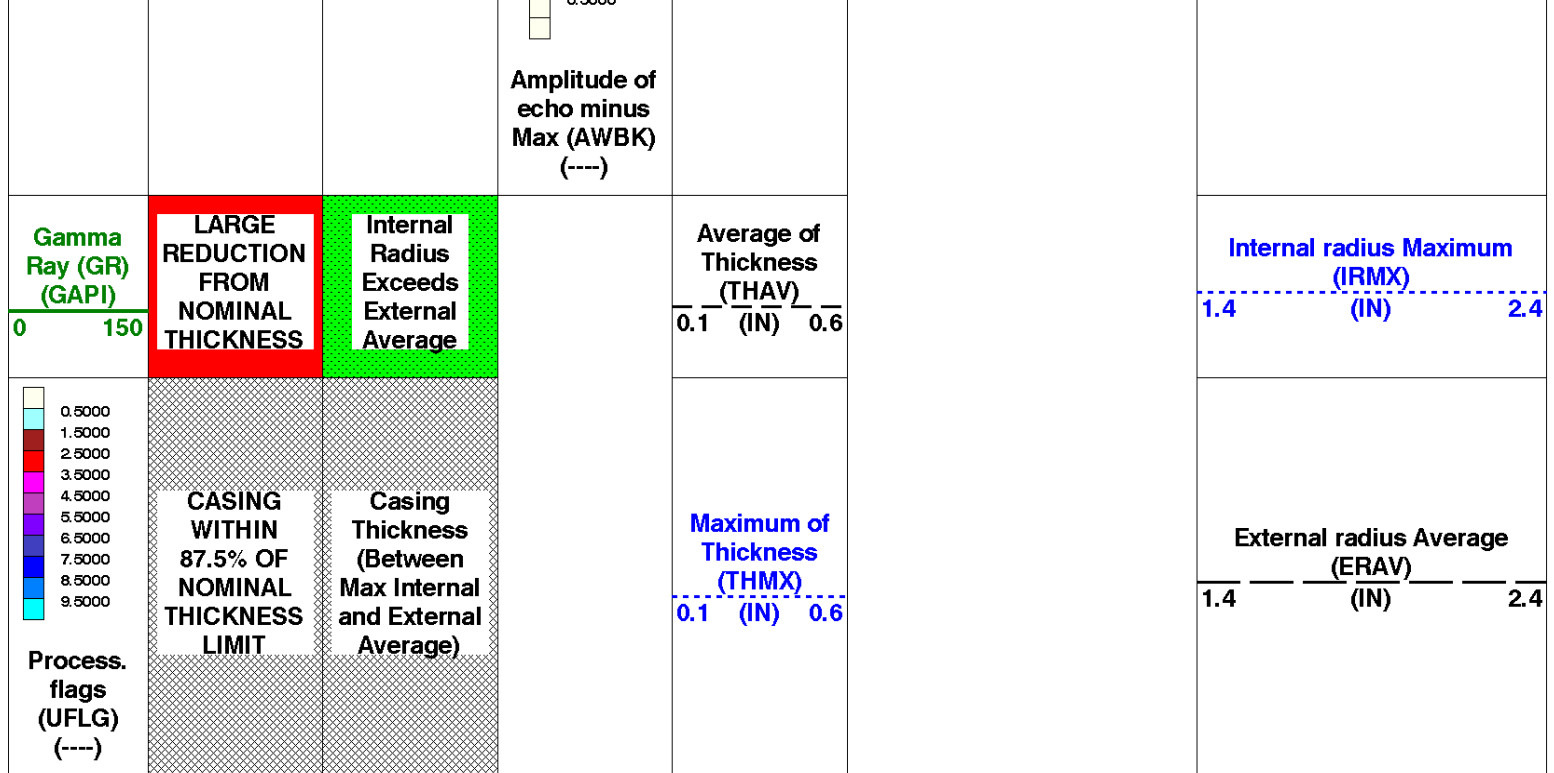 Amplitude of
echo minus
Max (AWBK)
(----)
Gamma
Ray (GR)
(GAPI)
0 150
LARGE
REDUCTION
FROM
NOMINAL
THICKNESS
Internal
Radius
Exceeds
External
Average
Average of
Thickness
(THAV)
0.1 (IN) 0.6
Internal radius Maximum
(IRMX)
1.4 (IN) 2.4
0.5000
1.5000
2.5000
3.5000
4.5000
5.5000
6.5000
7.5000
8.5000
9.5000
Process.
flags
(UFLG)
(----)
CASING
WITHIN
87.5% OF
NOMINAL
THICKNESS
LIMIT
Casing
Thickness
(Between
Max Internal
and External
Average)
Maximum of
Thickness
(THMX)
0.1 (IN) 0.6
External radius Average
(ERAV)
1.4 (IN) 2.4